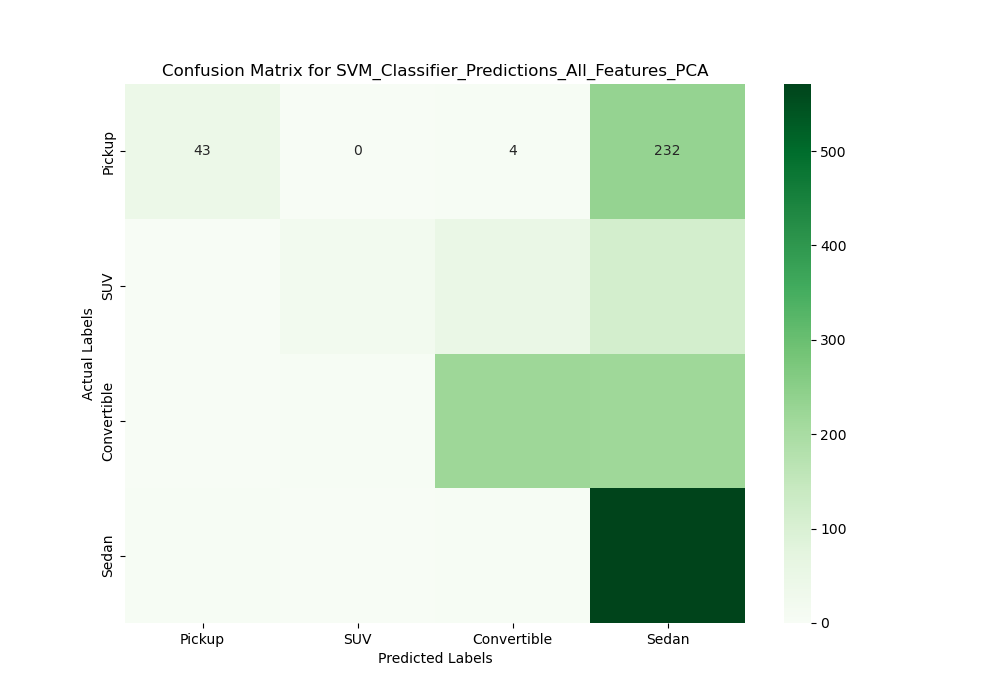 Confusion Matrix for SVM_Classifier_Predictions_All_Features_PCA
Actual Labels
Pickup
43 0 4 232
SUV
Convertible
Sedan
Pickup SUV Convertible Sedan
Predicted Labels
500
400
300
200
100
0